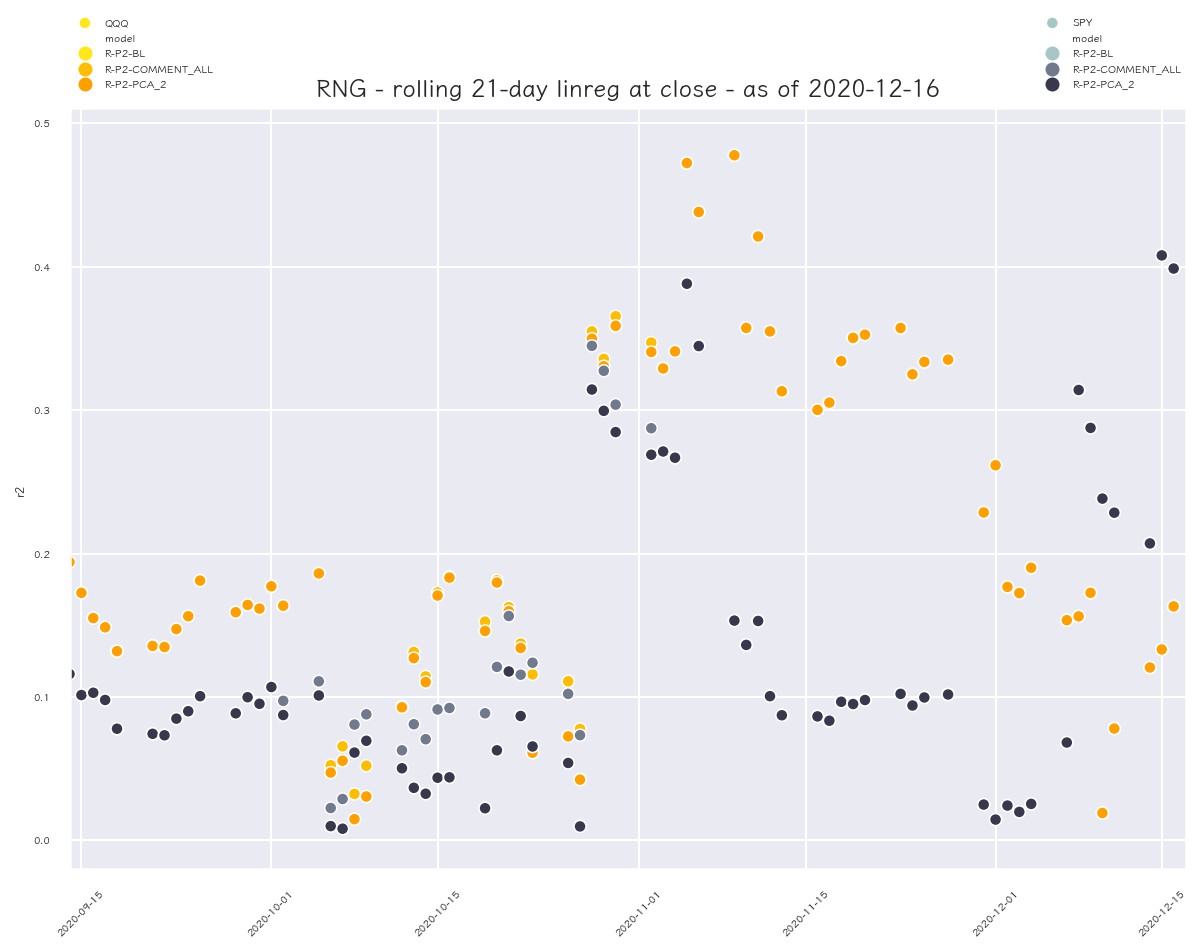 QQQ
model
R-P2-BL
R-P2-COMMENT_ALL
R-P2-PCA_2
SPY
model
R-P2-BL
R-P2-COMMENT_ALL
R-P2-PCA_2
RNG - rolling 21-day linreg at close - as of 2020-12-16
0.5
0.4
0.3
0.2
0.1
0.0
r2
2020-09-15
2020-10-01
2020-10-15
2020-11-01
2020-11-15
2020-12-01
2020-12-15